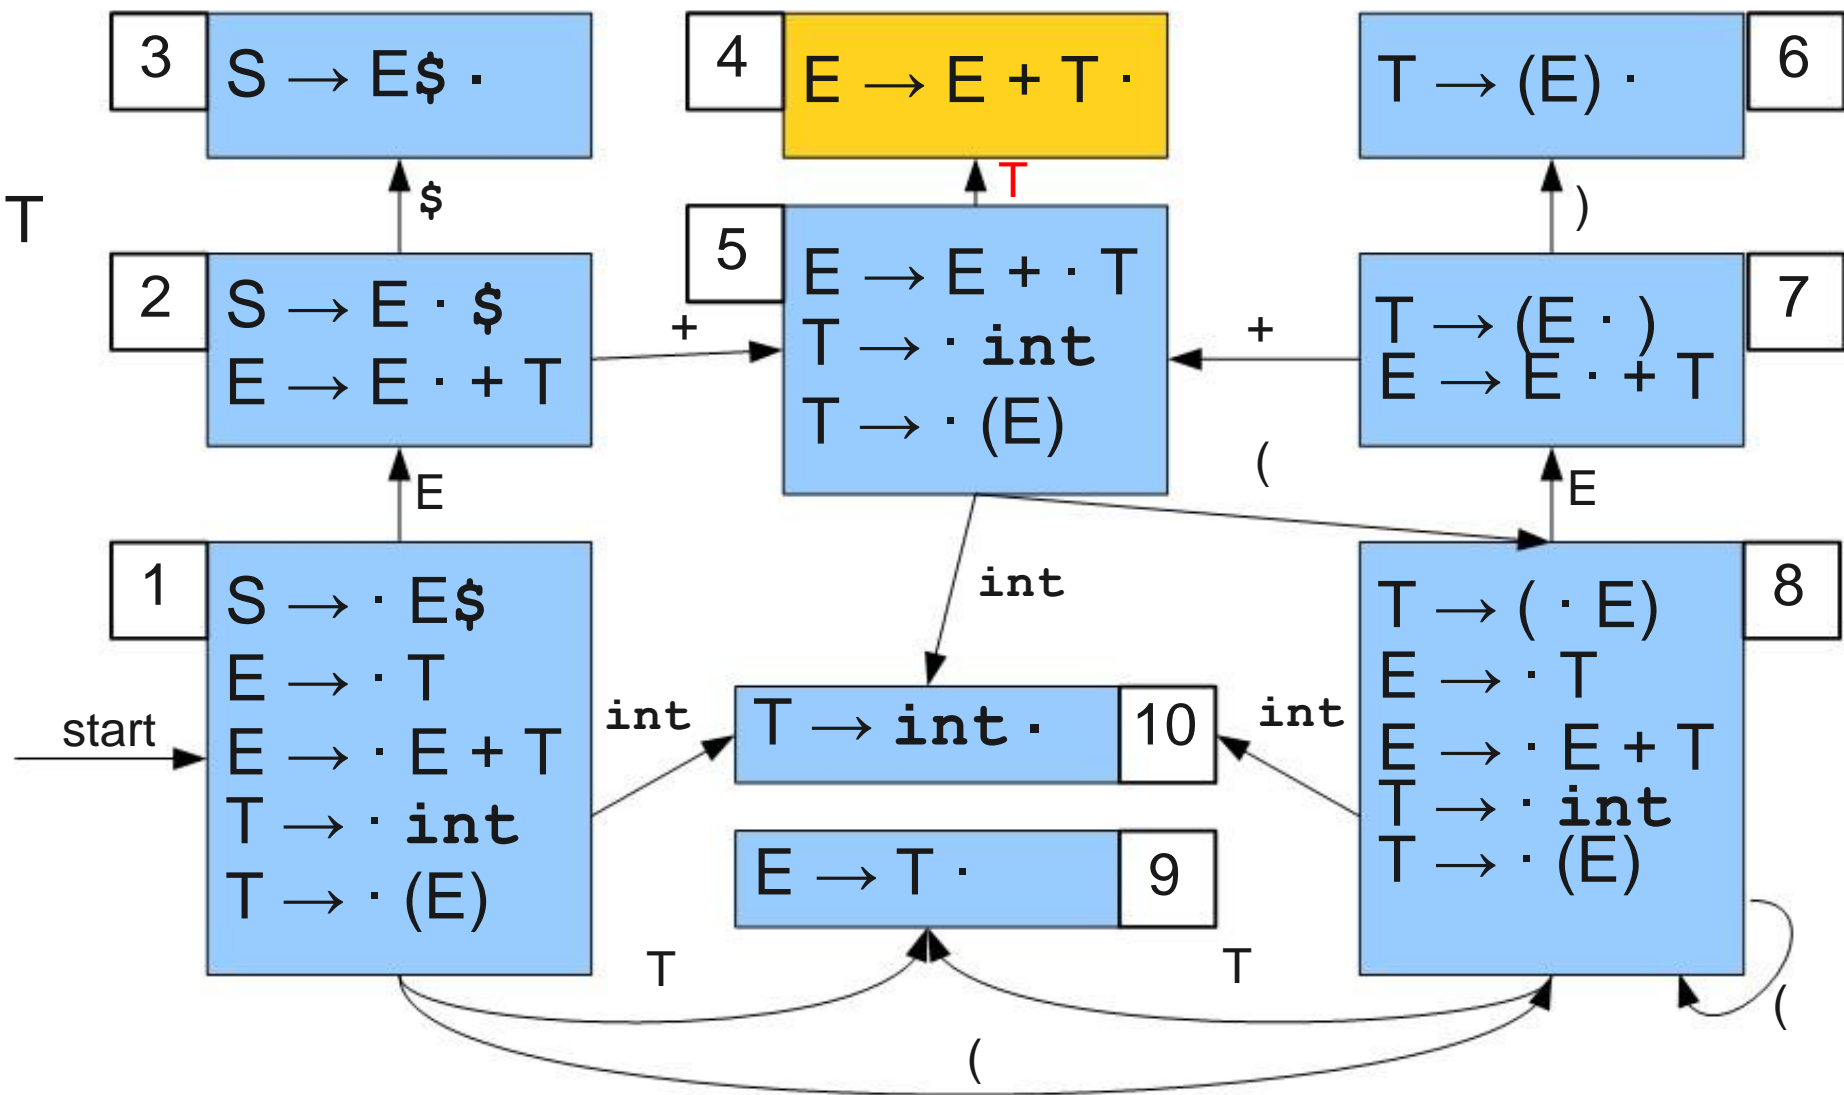 3
S → E$ ·
4
E → E + T ·
T → (E) ·
6
T
$
T
)
2
S → E · $
E → E · + T
+
5
E → E + · T
T → · int
T → · (E)
+
T → (E · )
E → E · + T
7
E
(
E
1
S → · E$
E → · T
E → · E + T
T → · int
T → · (E)
start
int
int
T → int ·
10
int
E → T ·
9
T → ( · E)
E → · T
E → · E + T
T → · int
T → · (E)
8
T
T
(
(